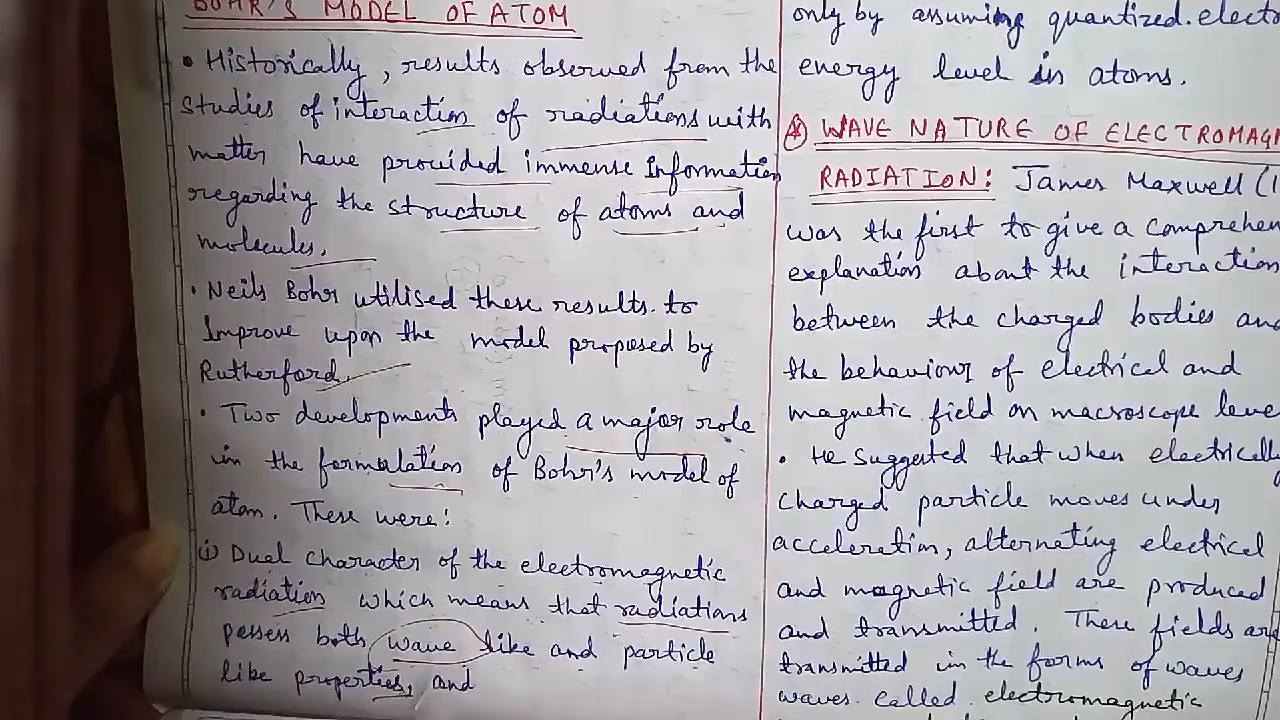 BOHR'S MODEL OF ATOM
• Historically, results observed from the
studies of interaction of radiations with
matter have provided immense information
regarding the structure of atoms and
molecules.
• Neils Bohr utilised these results to
Improve upon the model proposed by
Rutherford.
• Two developments played a major role
in the formulation of Bohr's model of
atom. These were:
(i) Dual character of the electromagnetic
radiation which means that radiations
possess both wave like and particle
like properties, and
only by assuming quantized electo
energy level in atoms.
WAVE NATURE OF ELECTROMAG
RADIATION: James Maxwell (1
was the first to give a comprehen
explanation about the interaction
between the charged bodies and
the behaviour of electrical and
magnetic field on macroscope leve
• He suggested that when electrically
charged particle moves under
acceleration, alternating electrical
and magnetic field are produced
and transmitted. These fields are
transmitted in the forms of waves
waves called electromagnetic